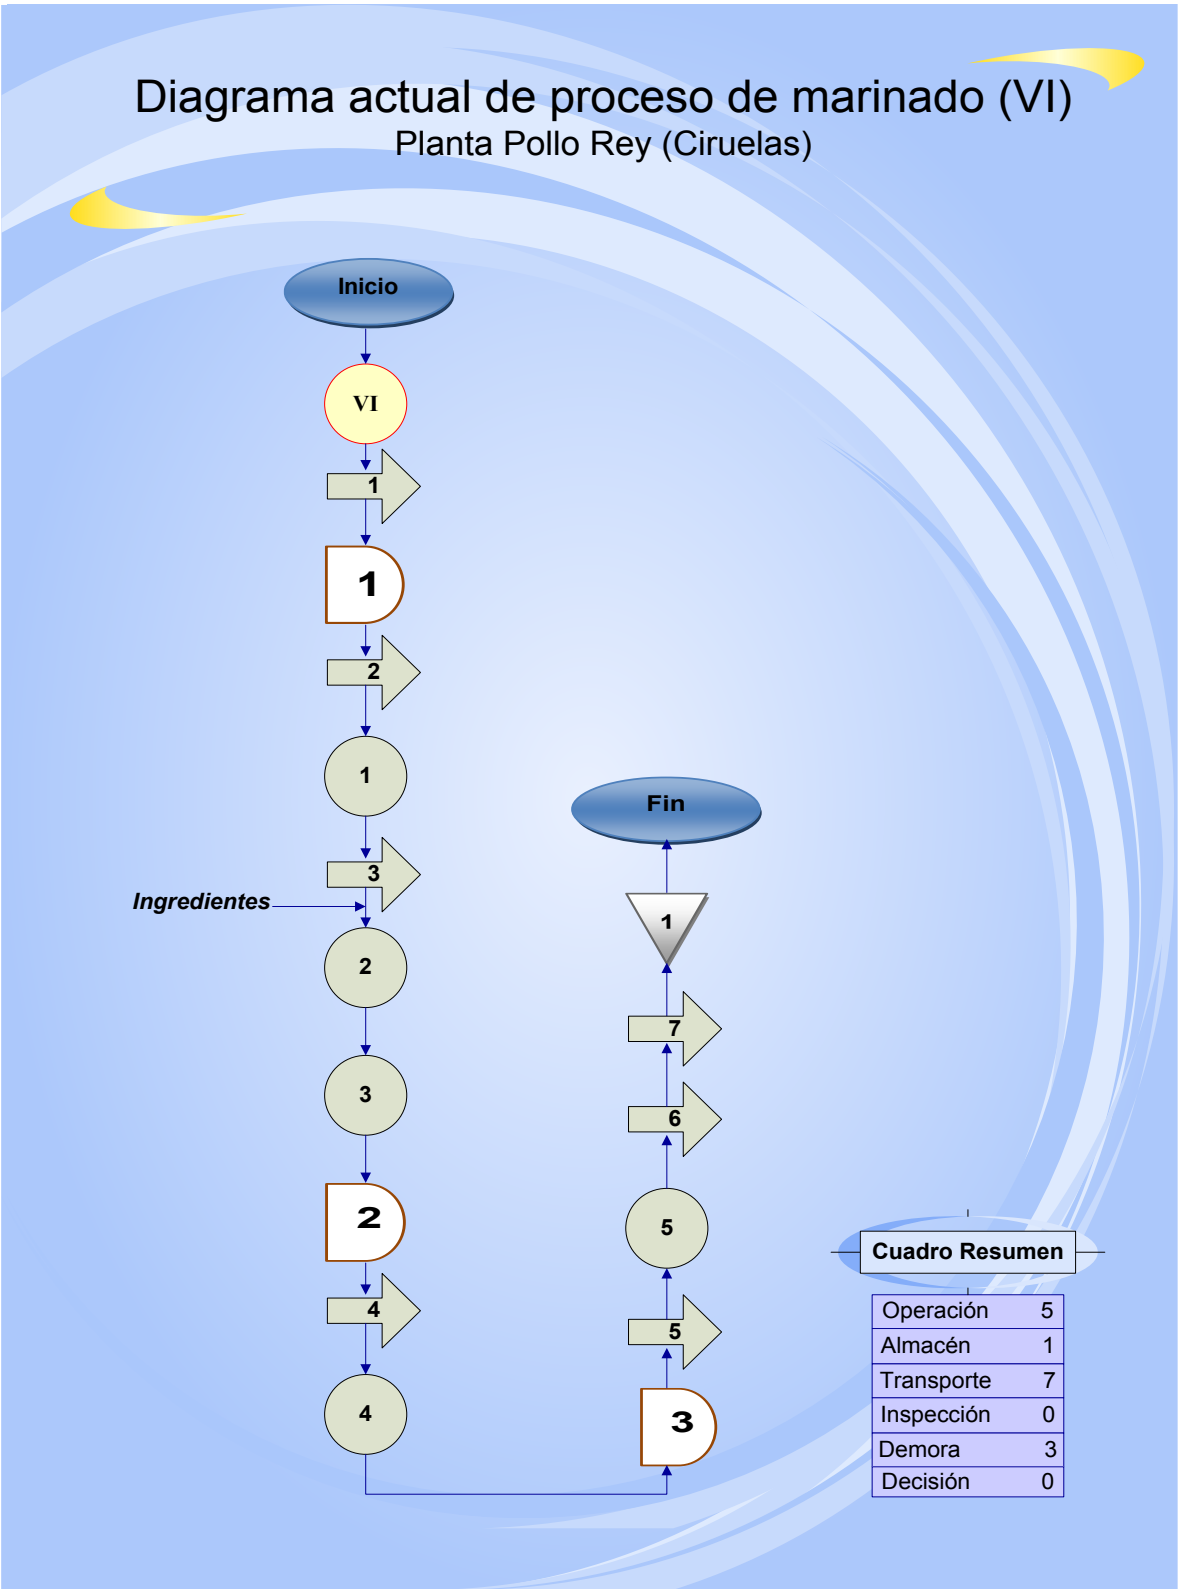 Diagrama actual de proceso de marinado (VI)
Planta Pollo Rey (Ciruelas)
Inicio
VI
1
1
2
1
3
Ingredientes
2
3
2
4
4
Fin
1
7
6
5
5
3
Cuadro Resumen
Operación 5
Almacén 1
Transporte 7
Inspección 0
Demora 3
Decisión 0